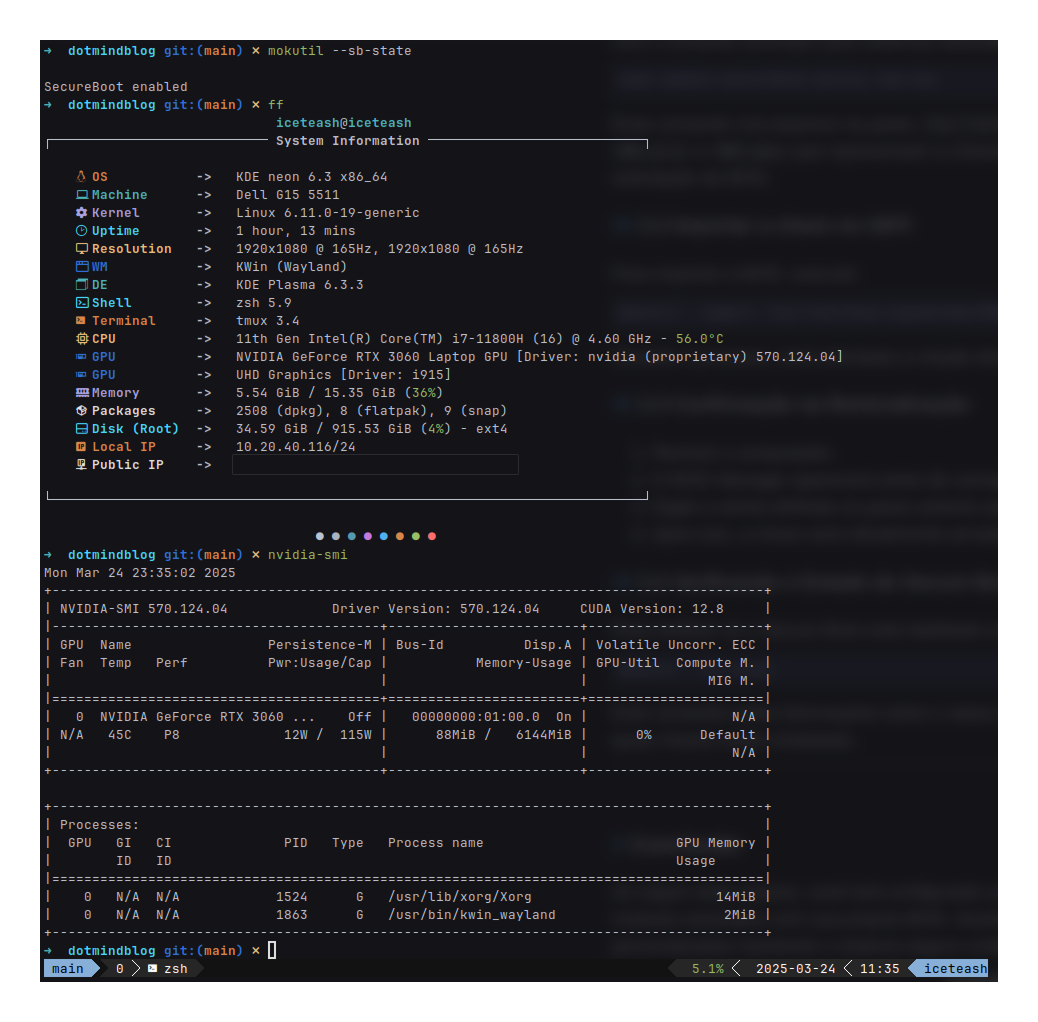 → dotmindblog git:(main) × mokutil --sb-state
SecureBoot enabled
→ dotmindblog git:(main) × ff
iceteash@iceteash
System Information
OS -> KDE neon 6.3 x86_64
Machine -> Dell G15 5511
Kernel -> Linux 6.11.0-19-generic
Uptime -> 1 hour, 13 mins
Resolution -> 1920x1080 @ 165Hz, 1920x1080 @ 165Hz
WM -> KWin (Wayland)
DE -> KDE Plasma 6.3.3
Shell -> zsh 5.9
Terminal -> tmux 3.4
CPU -> 11th Gen Intel(R) Core(TM) i7-11800H (16) @ 4.60 GHz - 56.0°C
GPU -> NVIDIA GeForce RTX 3060 Laptop GPU [Driver: nvidia (proprietary) 570.124.04]
GPU -> UHD Graphics [Driver: i915]
Memory -> 5.54 GiB / 15.35 GiB (36%)
Packages -> 2508 (dpkg), 8 (flatpak), 9 (snap)
Disk (Root) -> 34.59 GiB / 915.53 GiB (4%) - ext4
Local IP -> 10.20.40.116/24
Public IP ->
→ dotmindblog git:(main) × nvidia-smi
Mon Mar 24 23:35:02 2025
+-----------------------------------------------------------------------------------------+
| NVIDIA-SMI 570.124.04 Driver Version: 570.124.04 CUDA Version: 12.8 |
|-----------------------------------------+------------------------+----------------------+
| GPU Name Persistence-M | Bus-Id Disp.A | Volatile Uncorr. ECC |
| Fan Temp Perf Pwr:Usage/Cap | Memory-Usage | GPU-Util Compute M. |
| | | MIG M. |
|=========================================+========================+======================|
| 0 NVIDIA GeForce RTX 3060 ... Off | 00000000:01:00.0 On | N/A |
| N/A 45C P8 12W / 115W | 88MiB / 6144MiB | 0% Default |
| | | N/A |
+-----------------------------------------+------------------------+----------------------+
+-----------------------------------------------------------------------------------------+
| Processes: |
| GPU GI CI PID Type Process name GPU Memory |
| ID ID Usage |
|=========================================================================================|
| 0 N/A N/A 1524 G /usr/lib/xorg/Xorg 14MiB |
| 0 N/A N/A 1863 G /usr/bin/kwin_wayland 2MiB |
+-----------------------------------------------------------------------------------------+
→ dotmindblog git:(main) ×
main 0 zsh 5.1% 2025-03-24 11:35 iceteash